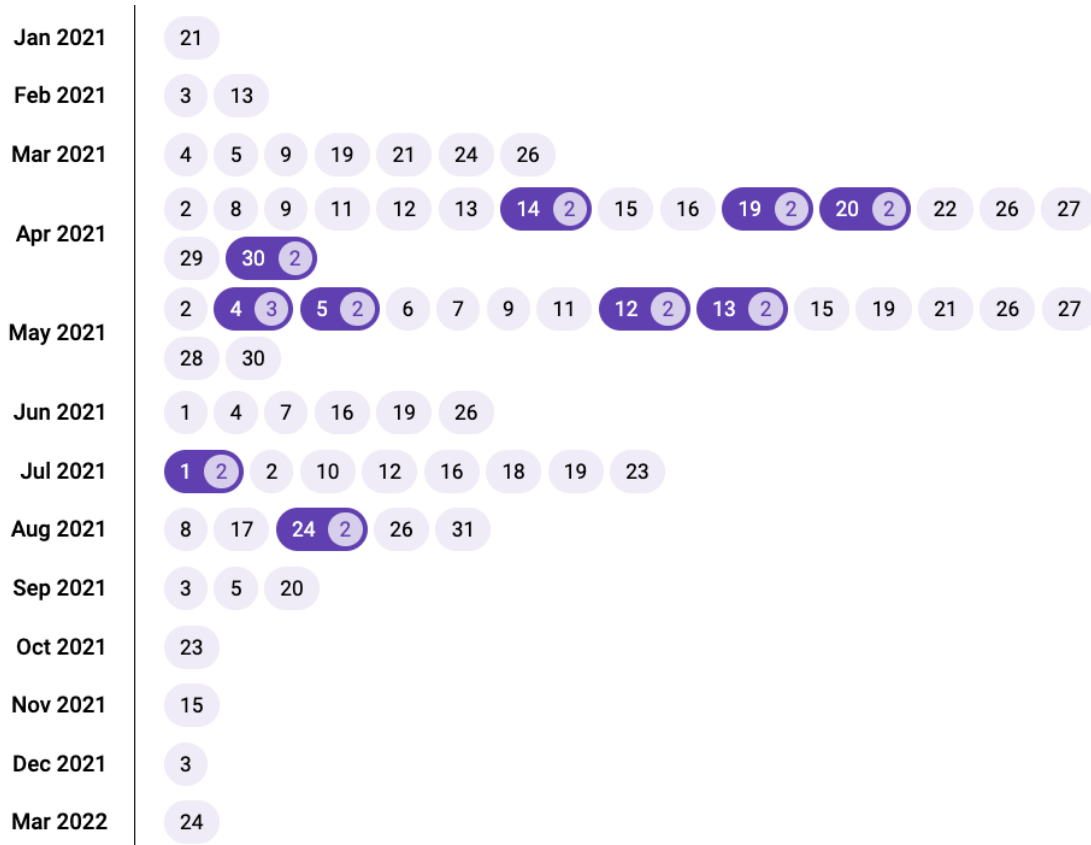 Jan 2021 21
Feb 2021 3 13
Mar 2021 4 5 9 19 21 24 26
Apr 2021 2 8 9 11 12 13 14 2 15 16 19 2 20 2 22 26 27
29 30 2
May 2021 2 4 3 5 2 6 7 9 11 12 2 13 2 15 19 21 26 27
28 30
Jun 2021 1 4 7 16 19 26
Jul 2021 1 2 2 10 12 16 18 19 23
Aug 2021 8 17 24 2 26 31
Sep 2021 3 5 20
Oct 2021 23
Nov 2021 15
Dec 2021 3
Mar 2022 24